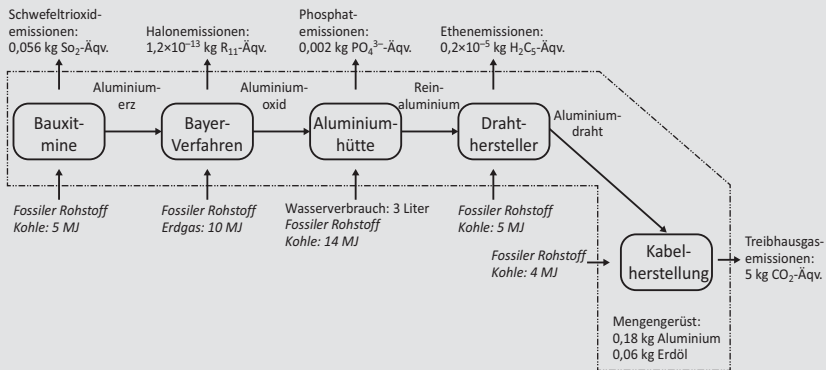 Schwefeltrioxid-
emissionen:
0,056 kg So₂-Äqv.
Halonemissionen:
1,2×10⁻¹³ kg R₁₁-Äqv.
Phosphat-
emissionen:
0,002 kg PO₄³⁻-Äqv.
Ethenemissionen:
0,2×10⁻⁵ kg H₂C₅-Äqv.
Bauxit-
mine
Aluminium-
erz
Bayer-
Verfahren
Aluminium-
oxid
Aluminium-
hütte
Rein-
aluminium
Draht-
hersteller
Aluminium-
draht
Fossiler Rohstoff
Kohle: 5 MJ
Fossiler Rohstoff
Erdgas: 10 MJ
Wasserverbrauch: 3 Liter
Fossiler Rohstoff
Kohle: 14 MJ
Fossiler Rohstoff
Kohle: 5 MJ
Fossiler Rohstoff
Kohle: 4 MJ
Kabel-
herstellung
Treibhausgas-
emissionen:
5 kg CO₂-Äqv.
Mengengerüst:
0,18 kg Aluminium
0,06 kg Erdöl